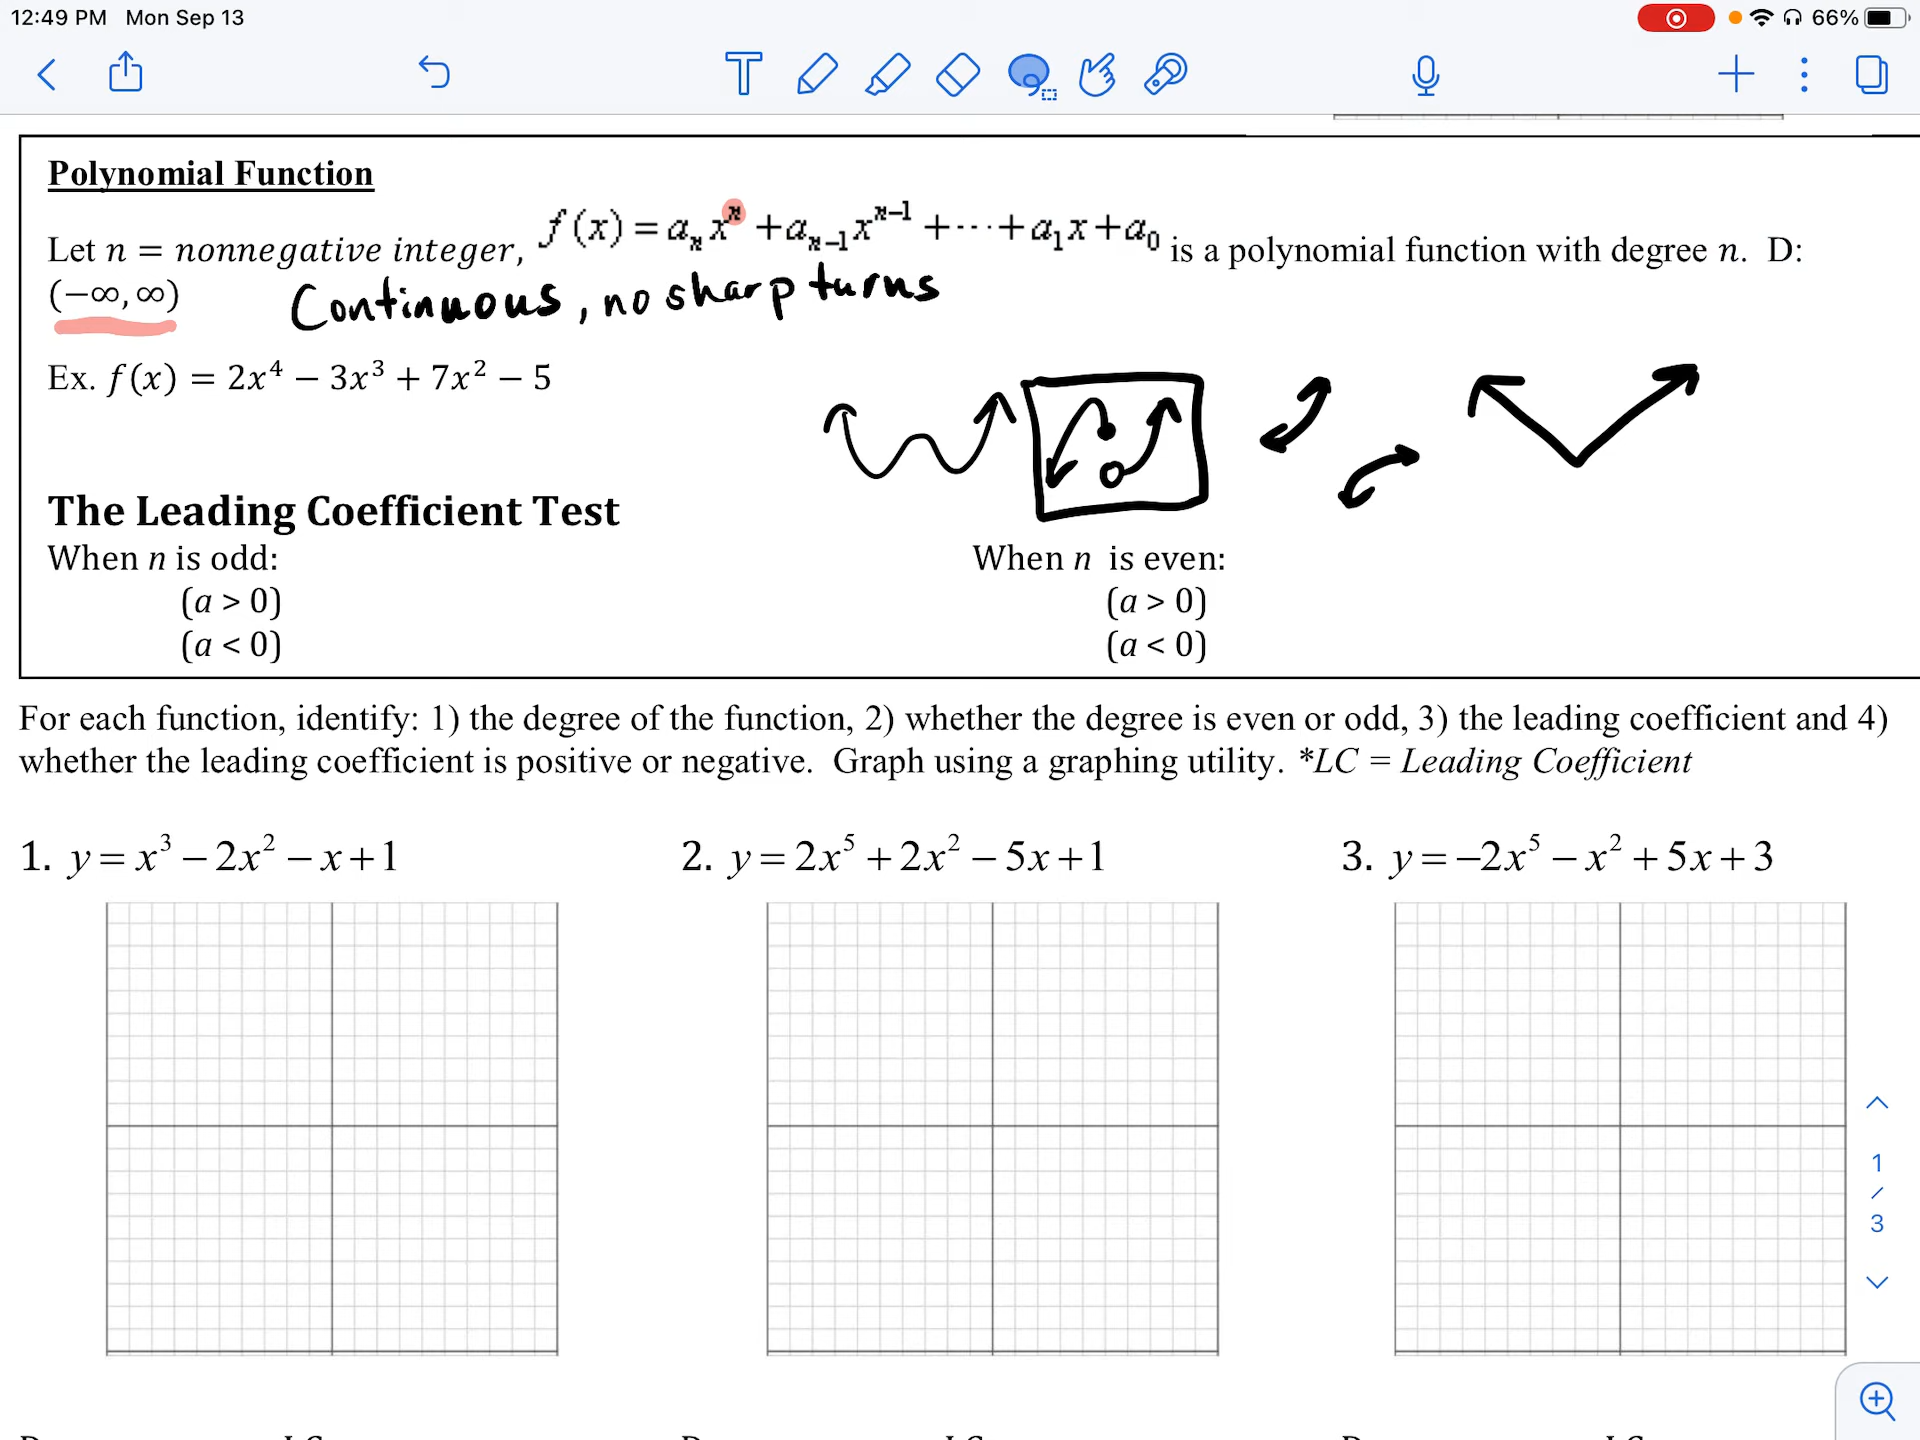 12:49 PM Mon Sep 13 66%
Polynomial Function
Let n = nonnegative integer, f(x) = aₙxⁿ + aₙ₋₁xⁿ⁻¹ + ··· + a₁x + a₀ is a polynomial function with degree n. D:
(−∞, ∞) Continuous, no sharp turns
Ex. f(x) = 2x⁴ − 3x³ + 7x² − 5
The Leading Coefficient Test
When n is odd: When n is even:
(a > 0) (a > 0)
(a < 0) (a < 0)
For each function, identify: 1) the degree of the function, 2) whether the degree is even or odd, 3) the leading coefficient and 4)
whether the leading coefficient is positive or negative. Graph using a graphing utility. *LC = Leading Coefficient
1. y = x³ − 2x² − x + 1 2. y = 2x⁵ + 2x² − 5x + 1 3. y = −2x⁵ − x² + 5x + 3
1
/
3